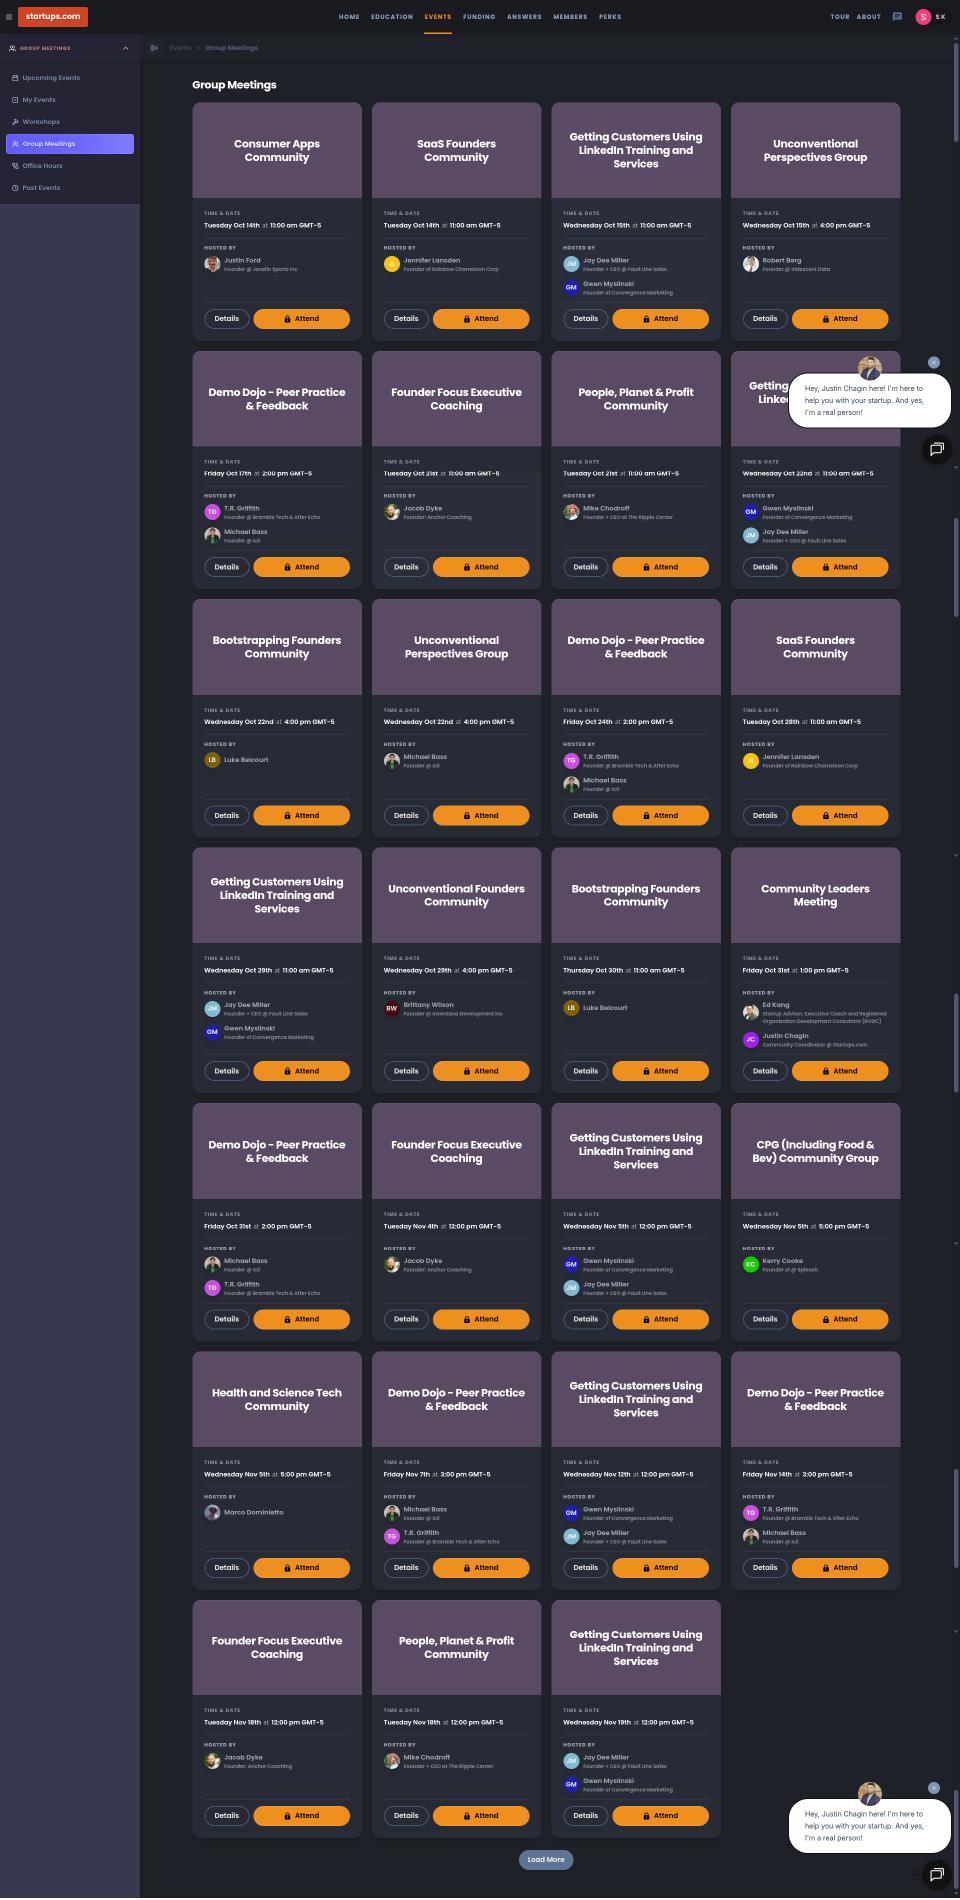 startups.com
HOME EDUCATION EVENTS FUNDING ANSWERS MEMBERS PERKS
TOUR ABOUT
S
S K
GROUP MEETINGS
Upcoming Events
My Events
Workshops
Group Meetings
Office Hours
Past Events
Events
Group Meetings
Group Meetings
Consumer Apps
Community
TIME & DATE
Tuesday Oct 14th at 11:00 am GMT-5
HOSTED BY
Justin Ford
Founder @ Javelin Sports Inc
Details
Attend
SaaS Founders
Community
TIME & DATE
Tuesday Oct 14th at 11:00 am GMT-5
HOSTED BY
Jennifer Lansden
Founder of Rainbow Chameleon Corp
Details
Attend
Getting Customers Using
LinkedIn Training and
Services
TIME & DATE
Wednesday Oct 15th at 11:00 am GMT-5
HOSTED BY
JM
Jay Dee Miller
Founder + CEO @ Fault Line Sales
GM
Gwen Myslinski
Founder of Convergence Marketing
Details
Attend
Unconventional
Perspectives Group
TIME & DATE
Wednesday Oct 15th at 4:00 pm GMT-5
HOSTED BY
Robert Berg
Founder @ Iridescent Data
Details
Attend
Demo Dojo - Peer Practice
& Feedback
TIME & DATE
Friday Oct 17th at 2:00 pm GMT-5
HOSTED BY
TG
T.R. Griffith
Founder @ Bramble Tech & After Echo
Michael Bass
Founder @ Icli
Details
Attend
Founder Focus Executive
Coaching
TIME & DATE
Tuesday Oct 21st at 11:00 am GMT-5
HOSTED BY
Jacob Dyke
Founder: Anchor Coaching
Details
Attend
People, Planet & Profit
Community
TIME & DATE
Tuesday Oct 21st at 11:00 am GMT-5
HOSTED BY
Mike Chodroff
Founder + CEO at The Ripple Center
Details
Attend
Getting
Linke
TIME & DATE
Wednesday Oct 22nd at 11:00 am GMT-5
HOSTED BY
GM
Gwen Myslinski
Founder of Convergence Marketing
JM
Jay Dee Miller
Founder + CEO @ Fault Line Sales
Details
Attend
Hey, Justin Chagin here! I'm here to
help you with your startup. And yes,
I'm a real person!
Bootstrapping Founders
Community
TIME & DATE
Wednesday Oct 22nd at 4:00 pm GMT-5
HOSTED BY
LB
Luke Belcourt
Details
Attend
Unconventional
Perspectives Group
TIME & DATE
Wednesday Oct 22nd at 4:00 pm GMT-5
HOSTED BY
Michael Bass
Founder @ Icli
Details
Attend
Demo Dojo - Peer Practice
& Feedback
TIME & DATE
Friday Oct 24th at 2:00 pm GMT-5
HOSTED BY
TG
T.R. Griffith
Founder @ Bramble Tech & After Echo
Michael Bass
Founder @ Icli
Details
Attend
SaaS Founders
Community
TIME & DATE
Tuesday Oct 28th at 11:00 am GMT-5
HOSTED BY
Jennifer Lansden
Founder of Rainbow Chameleon Corp
Details
Attend
Getting Customers Using
LinkedIn Training and
Services
TIME & DATE
Wednesday Oct 29th at 11:00 am GMT-5
HOSTED BY
JM
Jay Dee Miller
Founder + CEO @ Fault Line Sales
GM
Gwen Myslinski
Founder of Convergence Marketing
Details
Attend
Unconventional Founders
Community
TIME & DATE
Wednesday Oct 29th at 4:00 pm GMT-5
HOSTED BY
BW
Brittany Wilson
Founder @ Inventana Development Inc
Details
Attend
Bootstrapping Founders
Community
TIME & DATE
Thursday Oct 30th at 11:00 am GMT-5
HOSTED BY
LB
Luke Belcourt
Details
Attend
Community Leaders
Meeting
TIME & DATE
Friday Oct 31st at 1:00 pm GMT-5
HOSTED BY
Ed Kang
Startup Advisor, Executive Coach and Registered
Organization Development Consultant (RODC)
JC
Justin Chagin
Community Coordinator @ Startups.com
Details
Attend
Demo Dojo - Peer Practice
& Feedback
TIME & DATE
Friday Oct 31st at 2:00 pm GMT-5
HOSTED BY
Michael Bass
Founder @ Icli
TG
T.R. Griffith
Founder @ Bramble Tech & After Echo
Details
Attend
Founder Focus Executive
Coaching
TIME & DATE
Tuesday Nov 4th at 12:00 pm GMT-5
HOSTED BY
Jacob Dyke
Founder: Anchor Coaching
Details
Attend
Getting Customers Using
LinkedIn Training and
Services
TIME & DATE
Wednesday Nov 5th at 12:00 pm GMT-5
HOSTED BY
GM
Gwen Myslinski
Founder of Convergence Marketing
JM
Jay Dee Miller
Founder + CEO @ Fault Line Sales
Details
Attend
CPG (Including Food &
Bev) Community Group
TIME & DATE
Wednesday Nov 5th at 5:00 pm GMT-5
HOSTED BY
KC
Kerry Cooke
Founder of @ Spleash
Details
Attend
Health and Science Tech
Community
TIME & DATE
Wednesday Nov 5th at 5:00 pm GMT-5
HOSTED BY
Marco Dominietto
Details
Attend
Demo Dojo - Peer Practice
& Feedback
TIME & DATE
Friday Nov 7th at 3:00 pm GMT-5
HOSTED BY
Michael Bass
Founder @ Icli
TG
T.R. Griffith
Founder @ Bramble Tech & After Echo
Details
Attend
Getting Customers Using
LinkedIn Training and
Services
TIME & DATE
Wednesday Nov 12th at 12:00 pm GMT-5
HOSTED BY
GM
Gwen Myslinski
Founder of Convergence Marketing
JM
Jay Dee Miller
Founder + CEO @ Fault Line Sales
Details
Attend
Demo Dojo - Peer Practice
& Feedback
TIME & DATE
Friday Nov 14th at 3:00 pm GMT-5
HOSTED BY
TG
T.R. Griffith
Founder @ Bramble Tech & After Echo
Michael Bass
Founder @ Icli
Details
Attend
Founder Focus Executive
Coaching
TIME & DATE
Tuesday Nov 18th at 12:00 pm GMT-5
HOSTED BY
Jacob Dyke
Founder: Anchor Coaching
Details
Attend
People, Planet & Profit
Community
TIME & DATE
Tuesday Nov 18th at 12:00 pm GMT-5
HOSTED BY
Mike Chodroff
Founder + CEO at The Ripple Center
Details
Attend
Getting Customers Using
LinkedIn Training and
Services
TIME & DATE
Wednesday Nov 19th at 12:00 pm GMT-5
HOSTED BY
JM
Jay Dee Miller
Founder + CEO @ Fault Line Sales
GM
Gwen Myslinski
Founder of Convergence Marketing
Details
Attend
Hey, Justin Chagin here! I'm here to
help you with your startup. And yes,
I'm a real person!
Load More